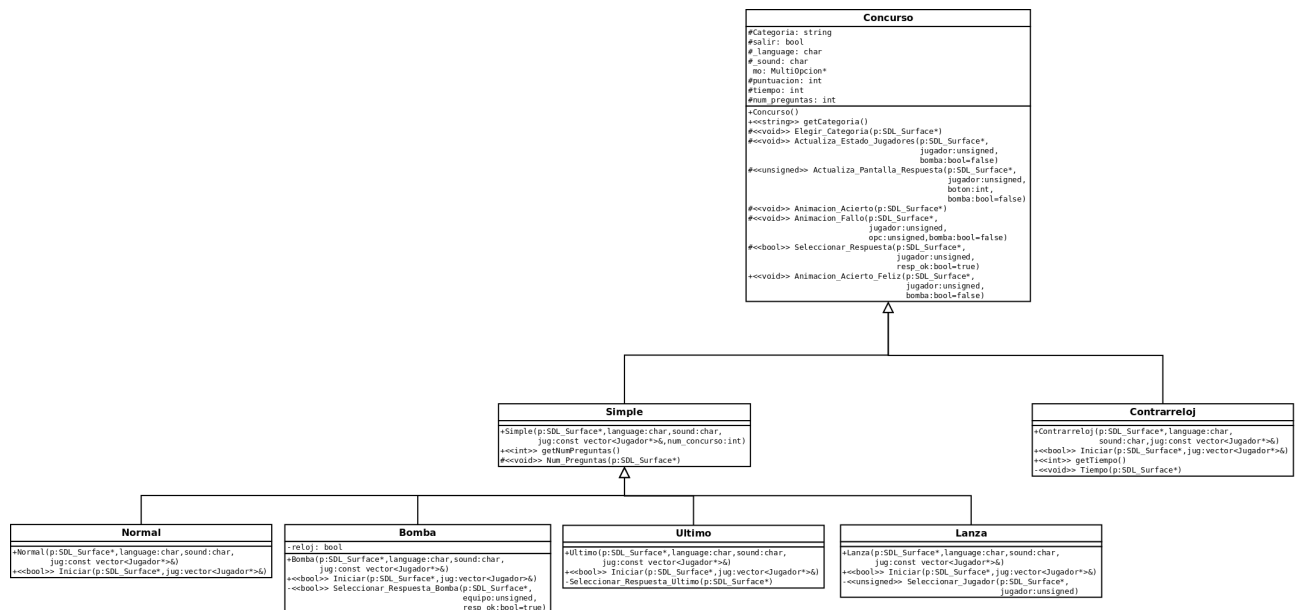 Concurso
#Categoria: string
#salir: bool
#_language: char
#_sound: char
mo: MultiOpcion*
#puntuacion: int
#tiempo: int
#num_preguntas: int
+Concurso()
+<<string>> getCategoria()
#<<void>> Elegir_Categoria(p:SDL_Surface*)
#<<void>> Actualiza_Estado_Jugadores(p:SDL_Surface*,
jugador:unsigned,
bomba:bool=false)
#<<unsigned>> Actualiza_Pantalla_Respuesta(p:SDL_Surface*,
jugador:unsigned,
boton:int,
bomba:bool=false)
#<<void>> Animacion_Acierto(p:SDL_Surface*)
#<<void>> Animacion_Fallo(p:SDL_Surface*,
jugador:unsigned,
opc:unsigned,bomba:bool=false)
#<<bool>> Seleccionar_Respuesta(p:SDL_Surface*,
jugador:unsigned,
resp_ok:bool=true)
+<<void>> Animacion_Acierto_Feliz(p:SDL_Surface*,
jugador:unsigned,
bomba:bool=false)
Simple
+Simple(p:SDL_Surface*,language:char,sound:char,
jug:const vector<Jugador*>&,num_concurso:int)
+<<int>> getNumPreguntas()
#<<void>> Num_Preguntas(p:SDL_Surface*)
Contrarreloj
+Contrarreloj(p:SDL_Surface*,language:char,
sound:char,jug:const vector<Jugador*>&)
+<<bool>> Iniciar(p:SDL_Surface*,jug:vector<Jugador*>&)
+<<int>> getTiempo()
-<<void>> Tiempo(p:SDL_Surface*)
Normal
+Normal(p:SDL_Surface*,language:char,sound:char,
jug:const vector<Jugador*>&)
+<<bool>> Iniciar(p:SDL_Surface*,jug:vector<Jugador*>&)
Bomba
-reloj: bool
+Bomba(p:SDL_Surface*,language:char,sound:char,
jug:const vector<Jugador*>&)
+<<bool>> Iniciar(p:SDL_Surface*,jug:vector<Jugador>&)
-<<bool>> Seleccionar_Respuesta_Bomba(p:SDL_Surface*,
equipo:unsigned,
resp_ok:bool=true)
Ultimo
+Ultimo(p:SDL_Surface*,language:char,sound:char,
jug:const vector<Jugador*>&)
+<<bool>> Iniciar(p:SDL_Surface*,jug:vector<Jugador*>&)
-Seleccionar_Respuesta_Ultimo(p:SDL_Surface*)
Lanza
+Lanza(p:SDL_Surface*,language:char,sound:char,
jug:const vector<Jugador*>&)
+<<bool>> Iniciar(p:SDL_Surface*,jug:vector<Jugador*>&)
-<<unsigned>> Seleccionar_Jugador(p:SDL_Surface*,
jugador:unsigned)